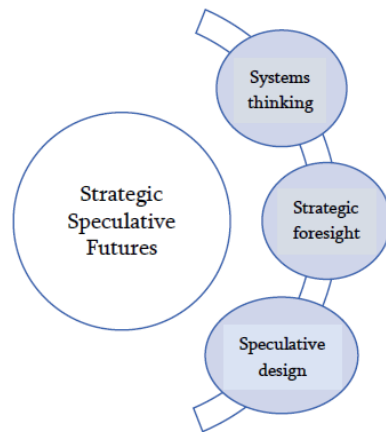 Systems
thinking
Strategic
Speculative
Futures
Strategic
foresight
Speculative
design